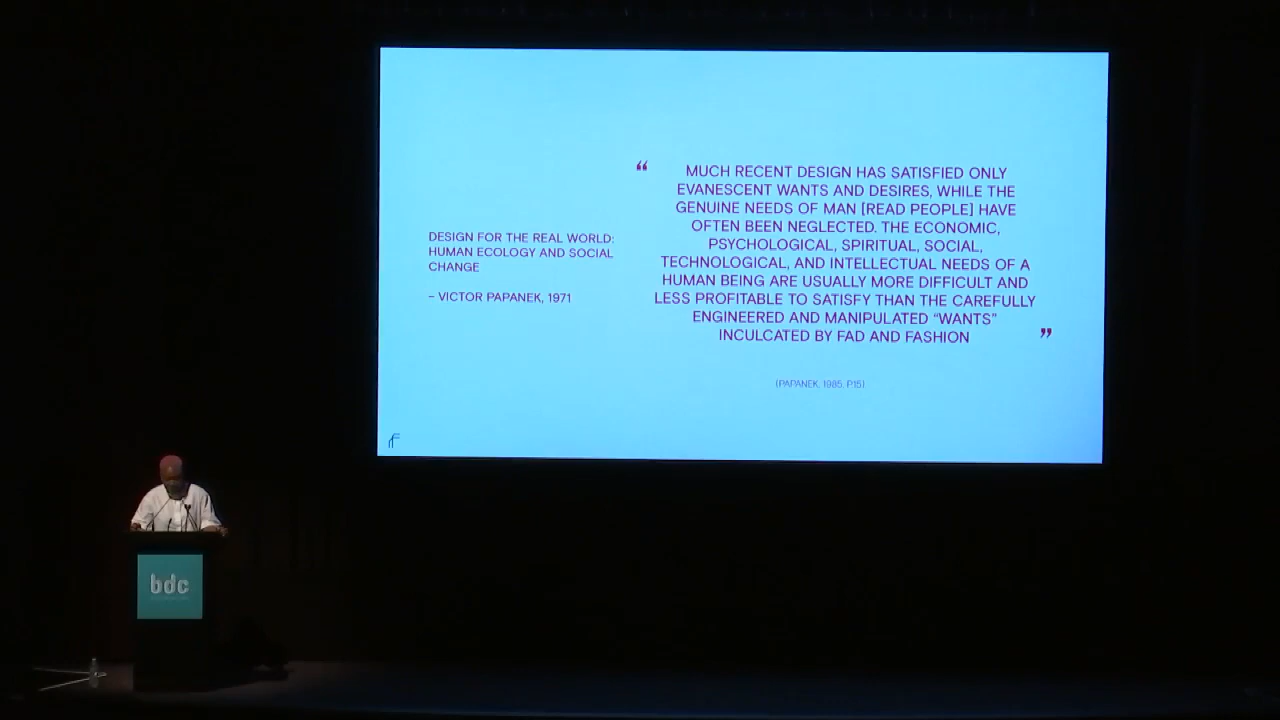 DESIGN FOR THE REAL WORLD:
HUMAN ECOLOGY AND SOCIAL
CHANGE
– VICTOR PAPANEK, 1971
“ MUCH RECENT DESIGN HAS SATISFIED ONLY
EVANESCENT WANTS AND DESIRES, WHILE THE
GENUINE NEEDS OF MAN [READ PEOPLE] HAVE
OFTEN BEEN NEGLECTED. THE ECONOMIC,
PSYCHOLOGICAL, SPIRITUAL, SOCIAL,
TECHNOLOGICAL, AND INTELLECTUAL NEEDS OF A
HUMAN BEING ARE USUALLY MORE DIFFICULT AND
LESS PROFITABLE TO SATISFY THAN THE CAREFULLY
ENGINEERED AND MANIPULATED “WANTS”
INCULCATED BY FAD AND FASHION ”
(PAPANEK, 1985, P15)
bdc